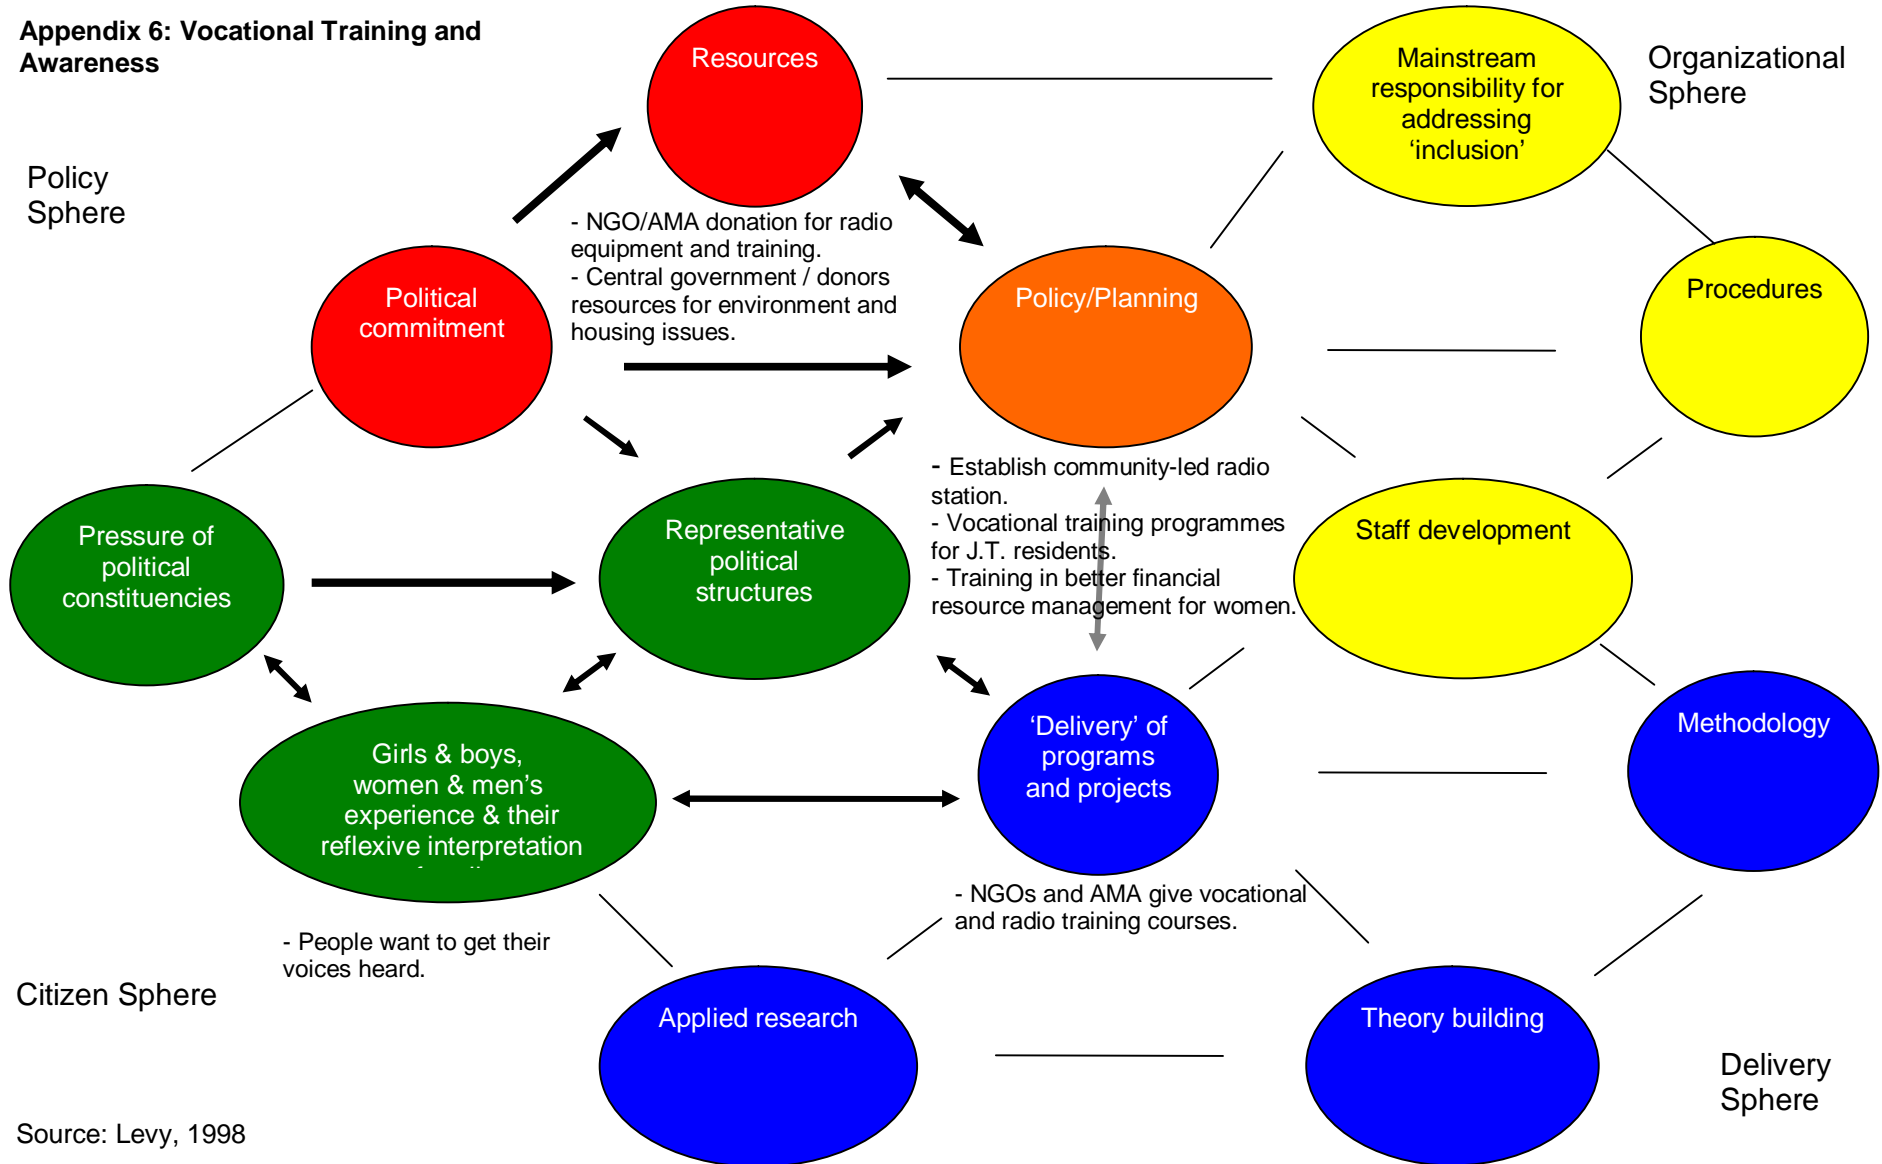 Appendix 6: Vocational Training and
Awareness
Resources
Mainstream
responsibility for
addressing
‘inclusion’
Organizational
Sphere
Policy
Sphere
- NGO/AMA donation for radio
equipment and training.
- Central government / donors
resources for environment and
housing issues.
Political
commitment
Policy/Planning
Procedures
- Establish community-led radio
station.
- Vocational training programmes
for J.T. residents.
- Training in better financial
resource management for women.
Pressure of
political
constituencies
Representative
political
structures
Staff development
Girls & boys,
women & men’s
experience & their
reflexive interpretation
‘Delivery’ of
programs
and projects
Methodology
- NGOs and AMA give vocational
and radio training courses.
- People want to get their
voices heard.
Citizen Sphere
Applied research
Theory building
Delivery
Sphere
Source: Levy, 1998